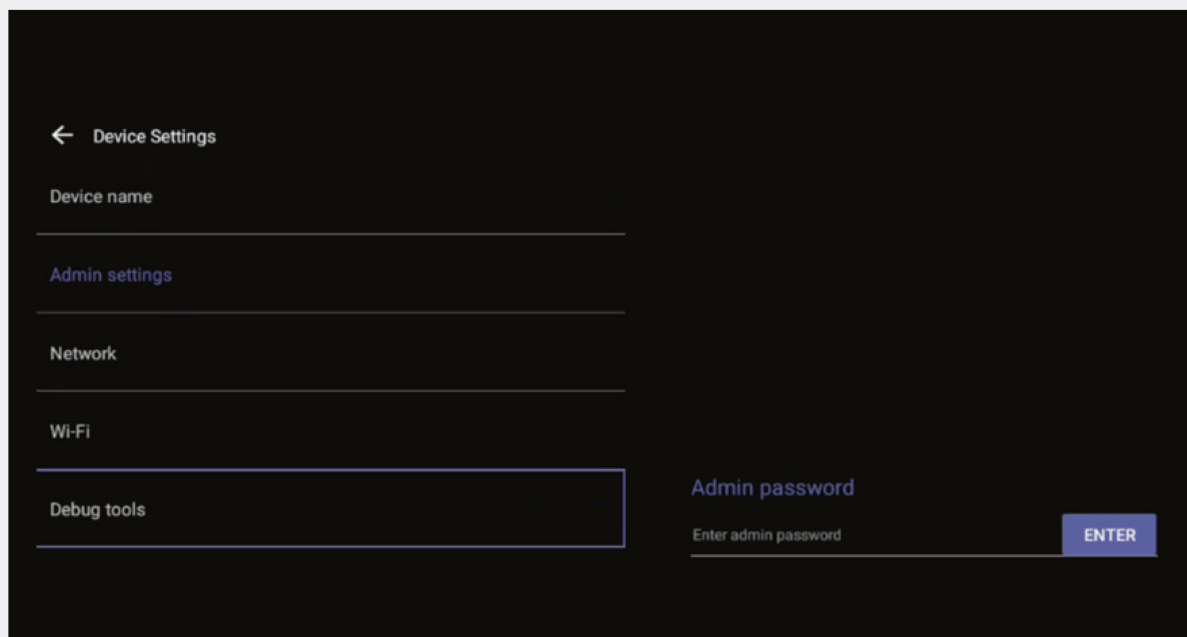 Device Settings
Device name
Admin settings
Network
Wi-Fi
Debug tools
Admin password
Enter admin password
ENTER